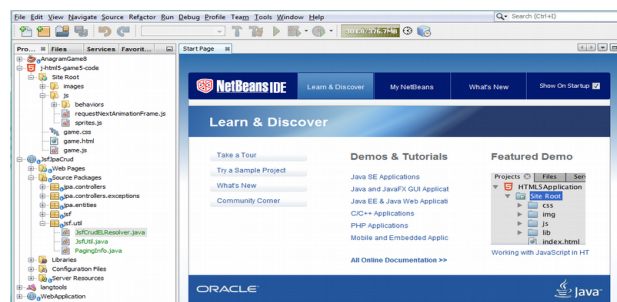 File Edit View Navigate Source Refactor Run Debug Profile Team Tools Window Help
Search (Ctrl+I)
Pro... Files Services Favorit...
Start Page
AnagramGame8
j-html5-game5-code
Site Root
images
js
behaviors
requestNextAnimationFrame.js
sprites.js
game.css
game.html
game.js
JsfJpaCrud
Web Pages
Source Packages
jpa.controllers
jpa.controllers.exceptions
jpa.entities
jsf
jsf.util
JsfCrudELResolver.java
JsfUtil.java
PagingInfo.java
Libraries
Configuration Files
Server Resources
langtools
WebApplication
NetBeans IDE
Learn & Discover
My NetBeans
What's New
Show On Startup
Learn & Discover
Take a Tour
Try a Sample Project
What's New
Community Corner
Demos & Tutorials
Java SE Applications
Java and JavaFX GUI Applicat
Java EE & Java Web Applicati
C/C++ Applications
PHP Applications
Mobile and Embedded Applic
All Online Documentation >>
Featured Demo
Projects Files Ser
HTML5Application
Site Root
css
img
js
lib
index.html
Working with JavaScript in HT
ORACLE
Java